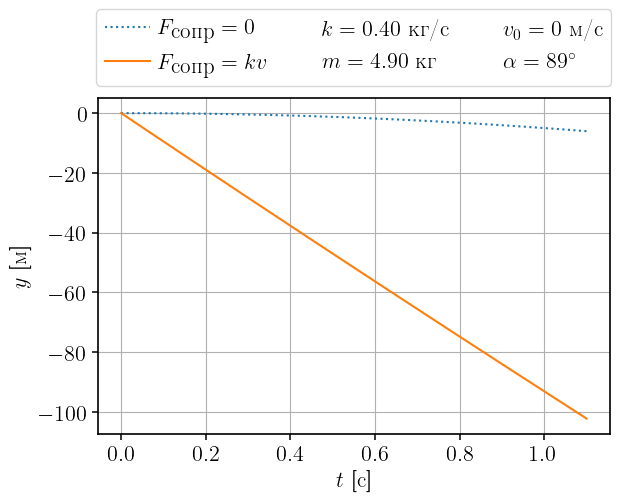 F_сопр = 0 k = 0.40 кг/с v_0 = 0 м/с
F_сопр = kv m = 4.90 кг α = 89°
0
−20
−40
−60
−80
−100
y [м]
0.0 0.2 0.4 0.6 0.8 1.0
t [с]